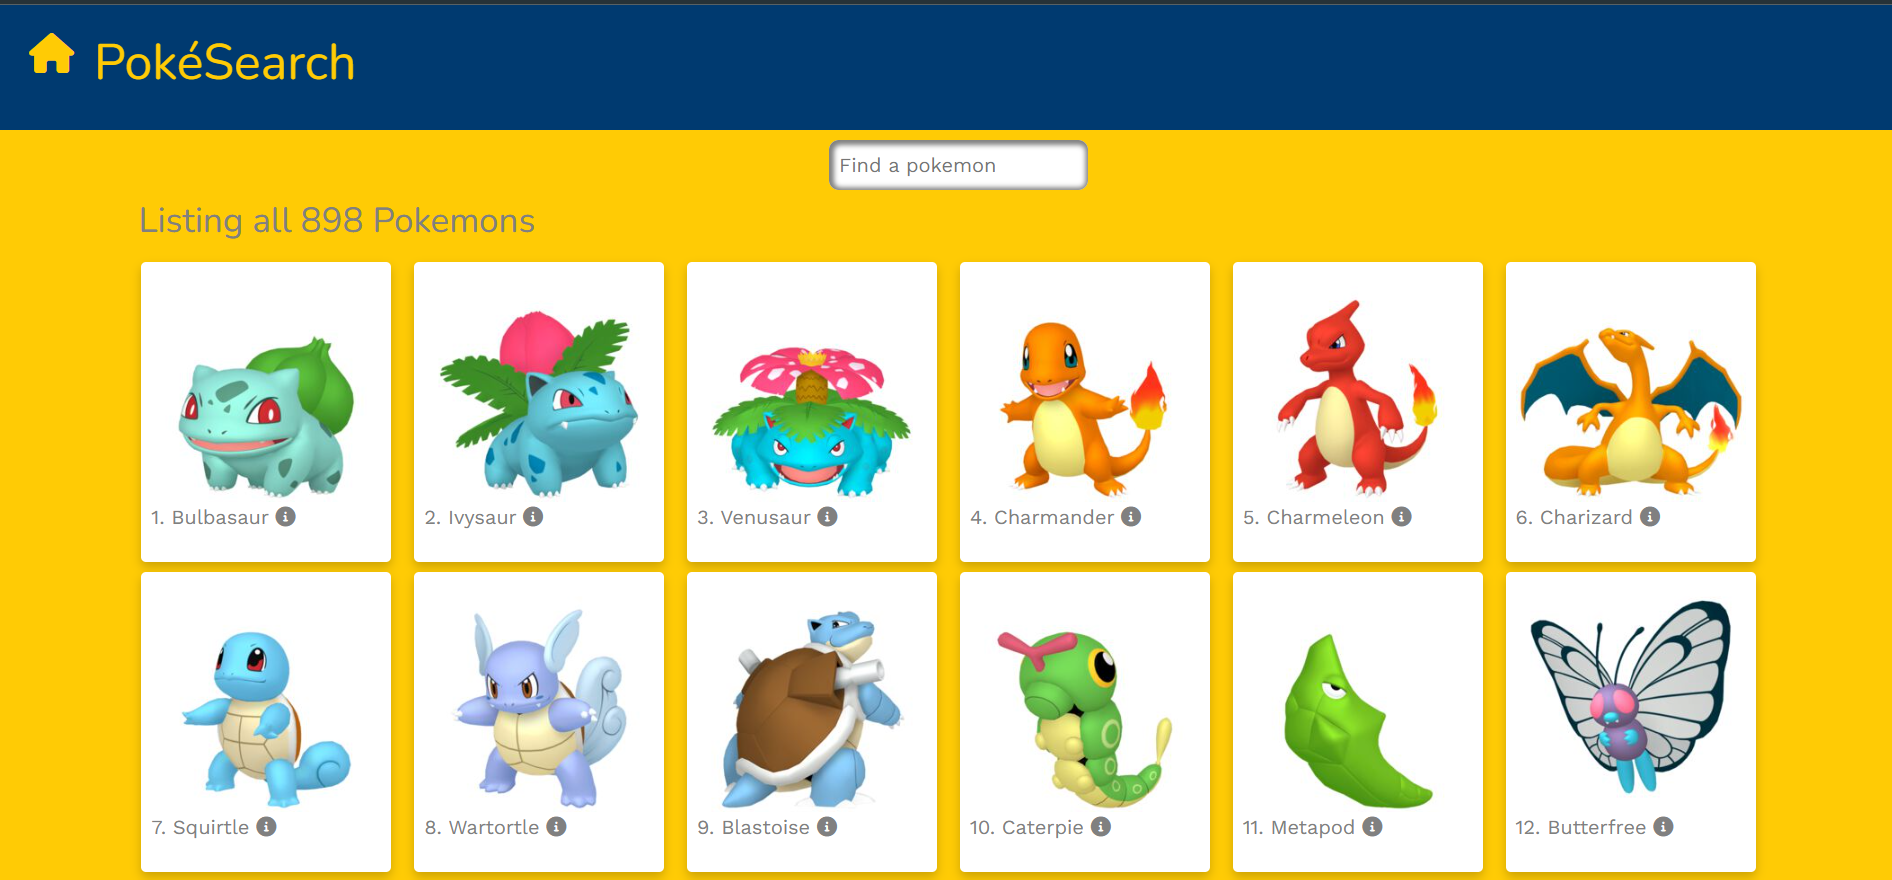 PokéSearch
Find a pokemon
Listing all 898 Pokemons
1. Bulbasaur
2. Ivysaur
3. Venusaur
4. Charmander
5. Charmeleon
6. Charizard
7. Squirtle
8. Wartortle
9. Blastoise
10. Caterpie
11. Metapod
12. Butterfree